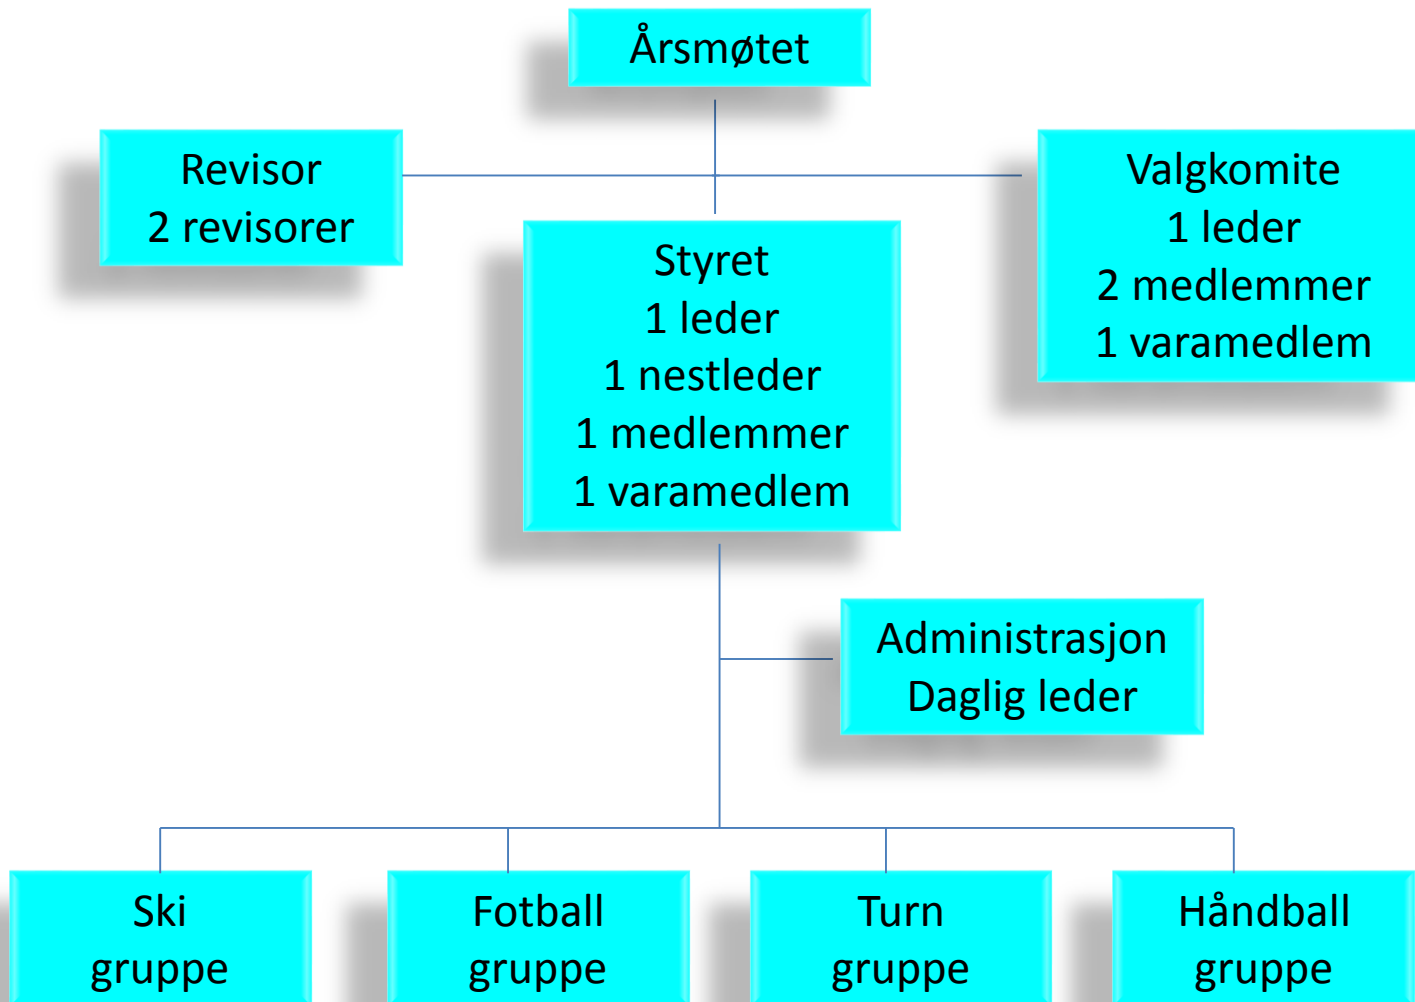 Årsmøtet
Revisor
2 revisorer
Valgkomite
1 leder
2 medlemmer
1 varamedlem
Styret
1 leder
1 nestleder
1 medlemmer
1 varamedlem
Administrasjon
Daglig leder
Ski
gruppe
Fotball
gruppe
Turn
gruppe
Håndball
gruppe